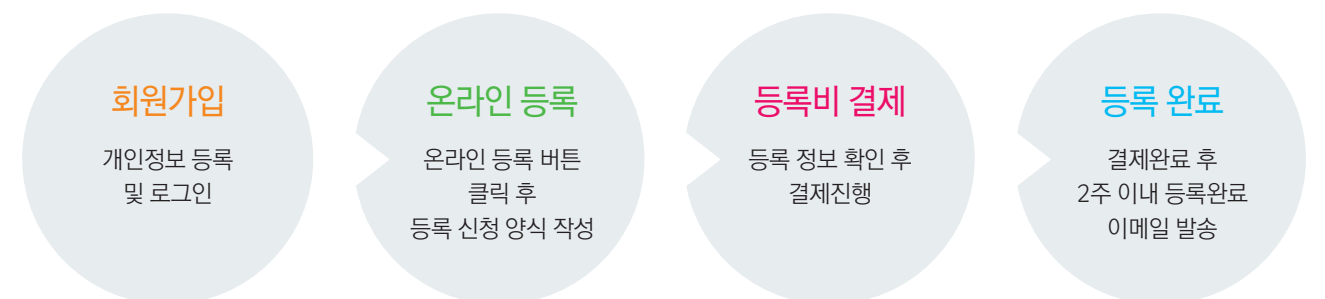 회원가입
개인정보 등록
및 로그인
온라인 등록
온라인 등록 버튼
클릭 후
등록 신청 양식 작성
등록비 결제
등록 정보 확인 후
결제진행
등록 완료
결제완료 후
2주 이내 등록완료
이메일 발송